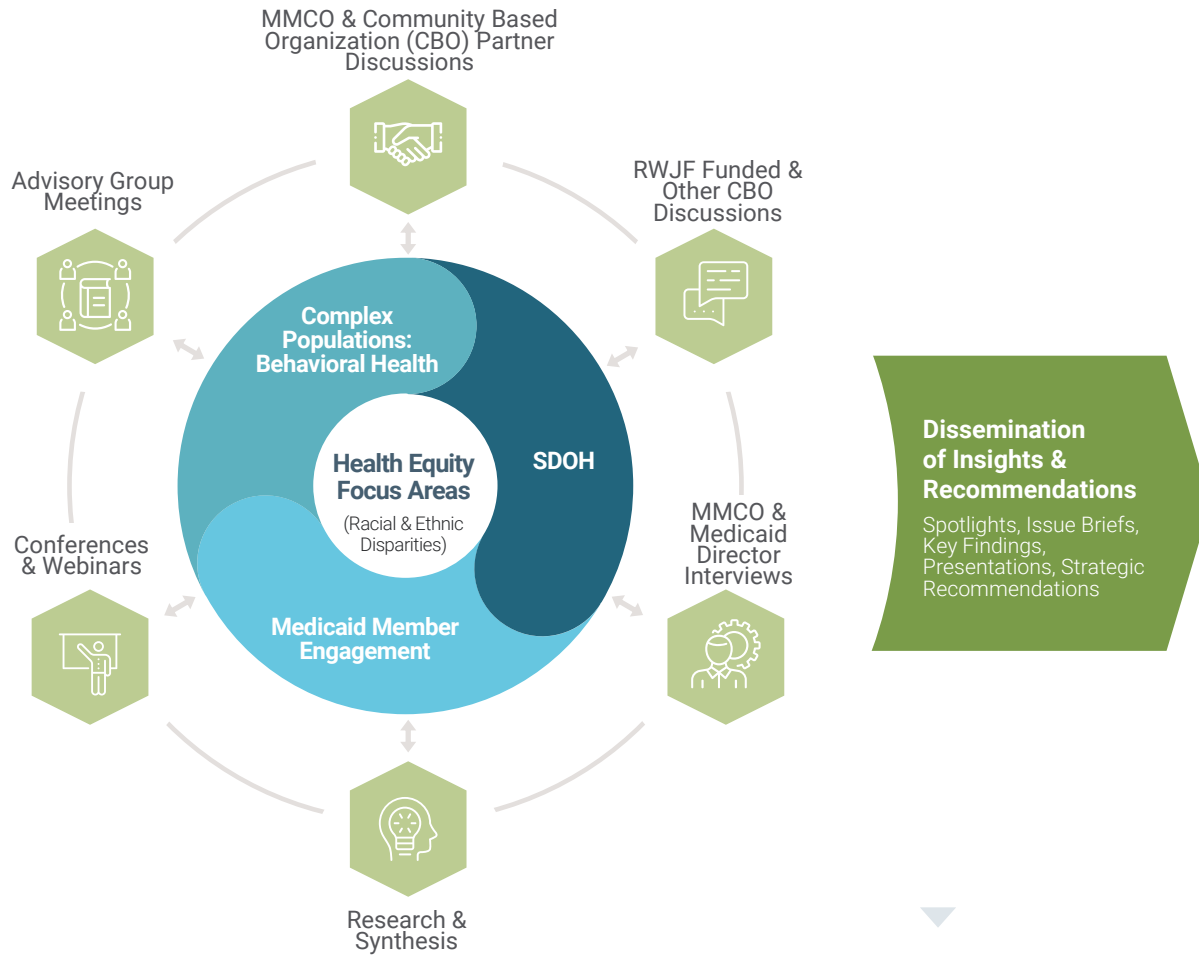 MMCO & Community Based
Organization (CBO) Partner
Discussions
Advisory Group
Meetings
RWJF Funded &
Other CBO
Discussions
Complex
Populations:
Behavioral Health
SDOH
Health Equity
Focus Areas
(Racial & Ethnic
Disparities)
Medicaid Member
Engagement
Conferences
& Webinars
MMCO &
Medicaid
Director
Interviews
Research &
Synthesis
Dissemination
of Insights &
Recommendations
Spotlights, Issue Briefs,
Key Findings,
Presentations, Strategic
Recommendations